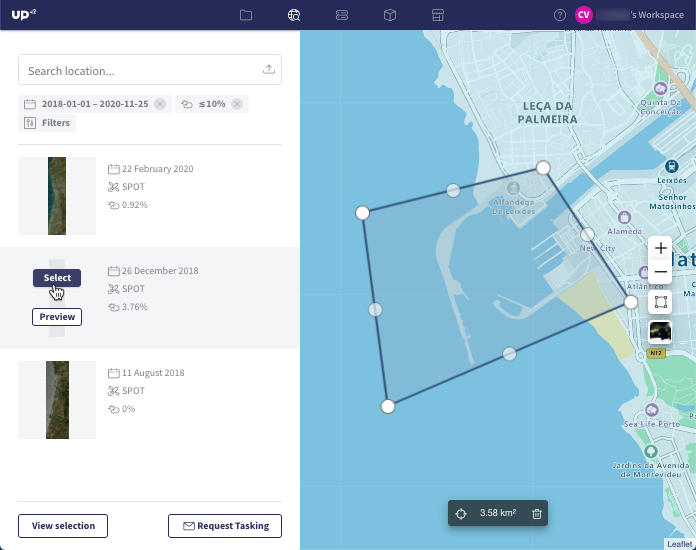 UP42
CV
's Workspace
Search location...
2018-01-01 – 2020-11-25
≤10%
Filters
22 February 2020
SPOT
0.92%
Select
Preview
26 December 2018
SPOT
3.76%
11 August 2018
SPOT
0%
View selection
Request Tasking
LEÇA DA
PALMEIRA
Quinta Da
Conceição
Leixões
Senhor
Matosinhos
Alfândega
De leixões
Alameda
New City
Atlântico
N12
Sea Life Porto
Jardins da Avenida
de Montevideu
3.58 km²
Leaflet